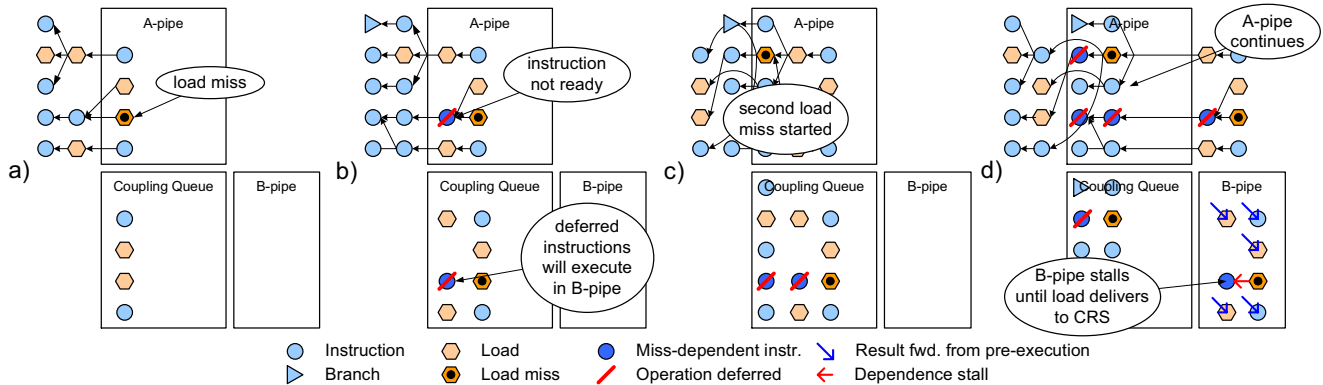 a)
A-pipe
load miss
Coupling Queue
B-pipe
b)
A-pipe
instruction
not ready
Coupling Queue
B-pipe
deferred
instructions
will execute
in B-pipe
c)
A-pipe
second load
miss started
Coupling Queue
B-pipe
d)
A-pipe
A-pipe
continues
Coupling Queue
B-pipe
B-pipe stalls
until load delivers
to CRS
Instruction
Load
Miss-dependent instr.
Result fwd. from pre-execution
Branch
Load miss
Operation deferred
Dependence stall